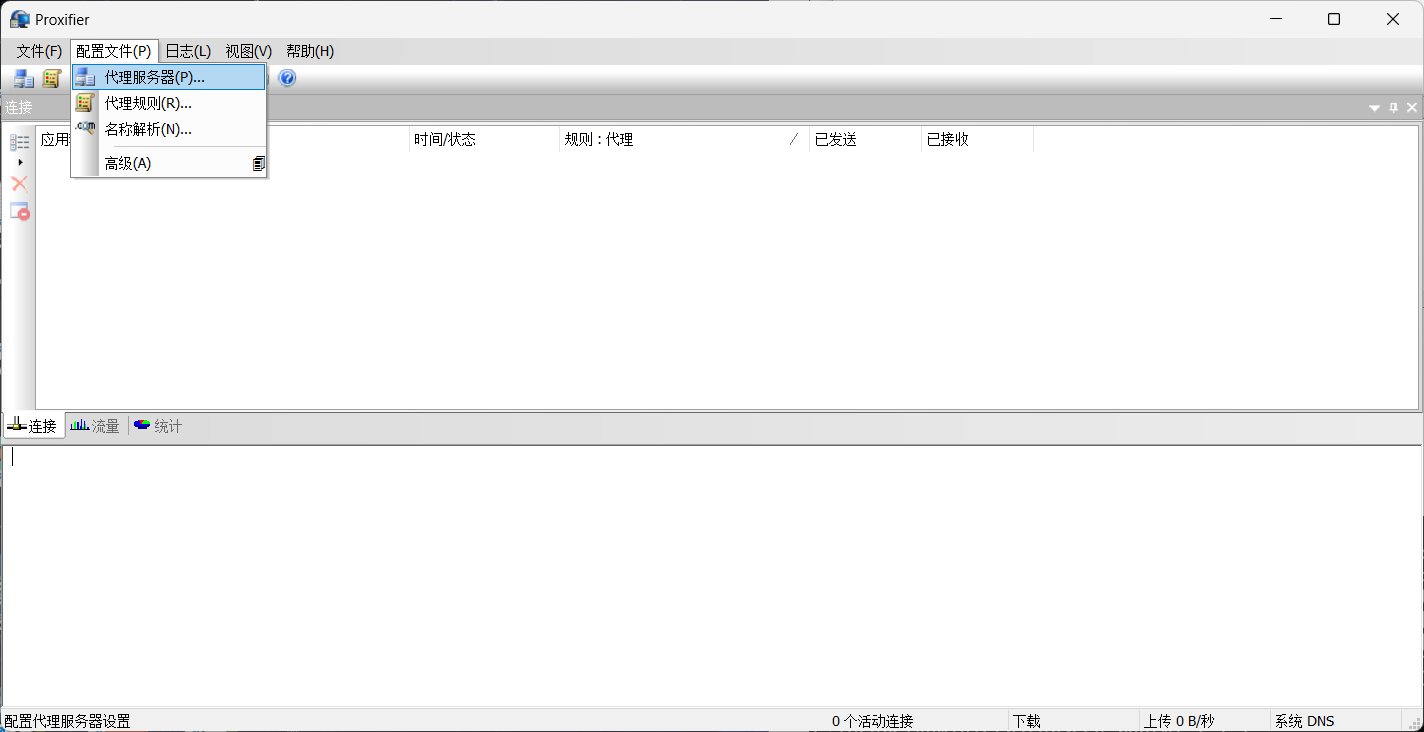 Proxifier
文件(F) 配置文件(P) 日志(L) 视图(V) 帮助(H)
代理服务器(P)...
代理规则(R)...
名称解析(N)...
高级(A)
连接
应用 时间/状态 规则 : 代理 已发送 已接收
连接 流量 统计
配置代理服务器设置 0 个活动连接 下载 上传 0 B/秒 系统 DNS